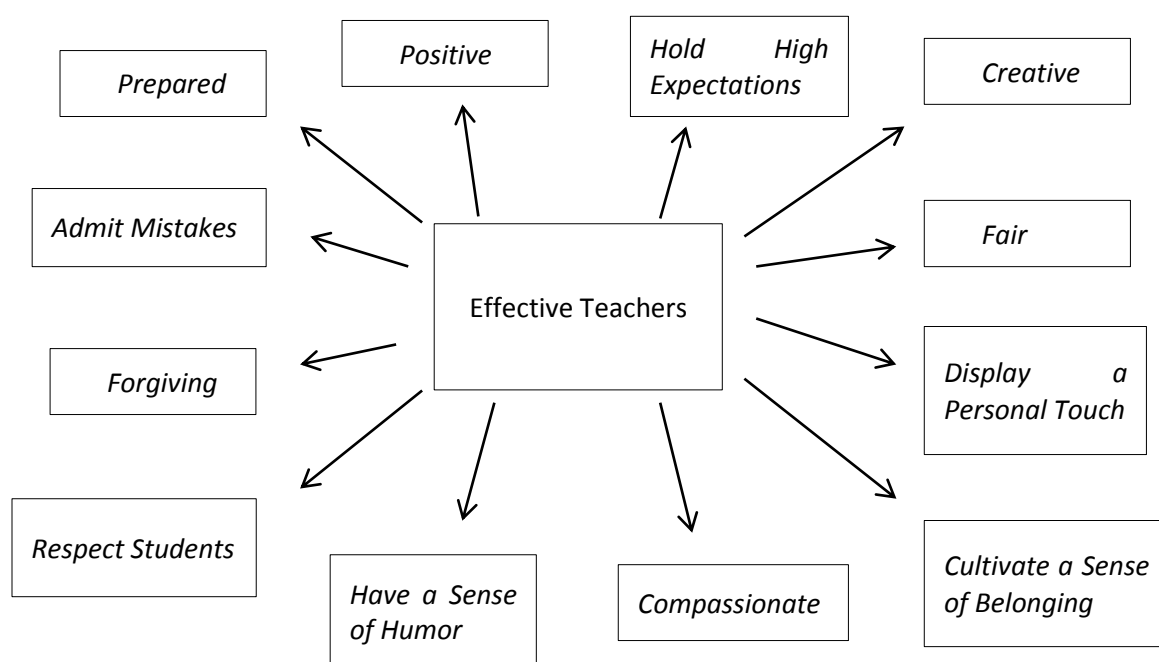 Prepared
Positive
Hold High
Expectations
Creative
Admit Mistakes
Effective Teachers
Fair
Forgiving
Display a
Personal Touch
Respect Students
Have a Sense
of Humor
Compassionate
Cultivate a Sense
of Belonging